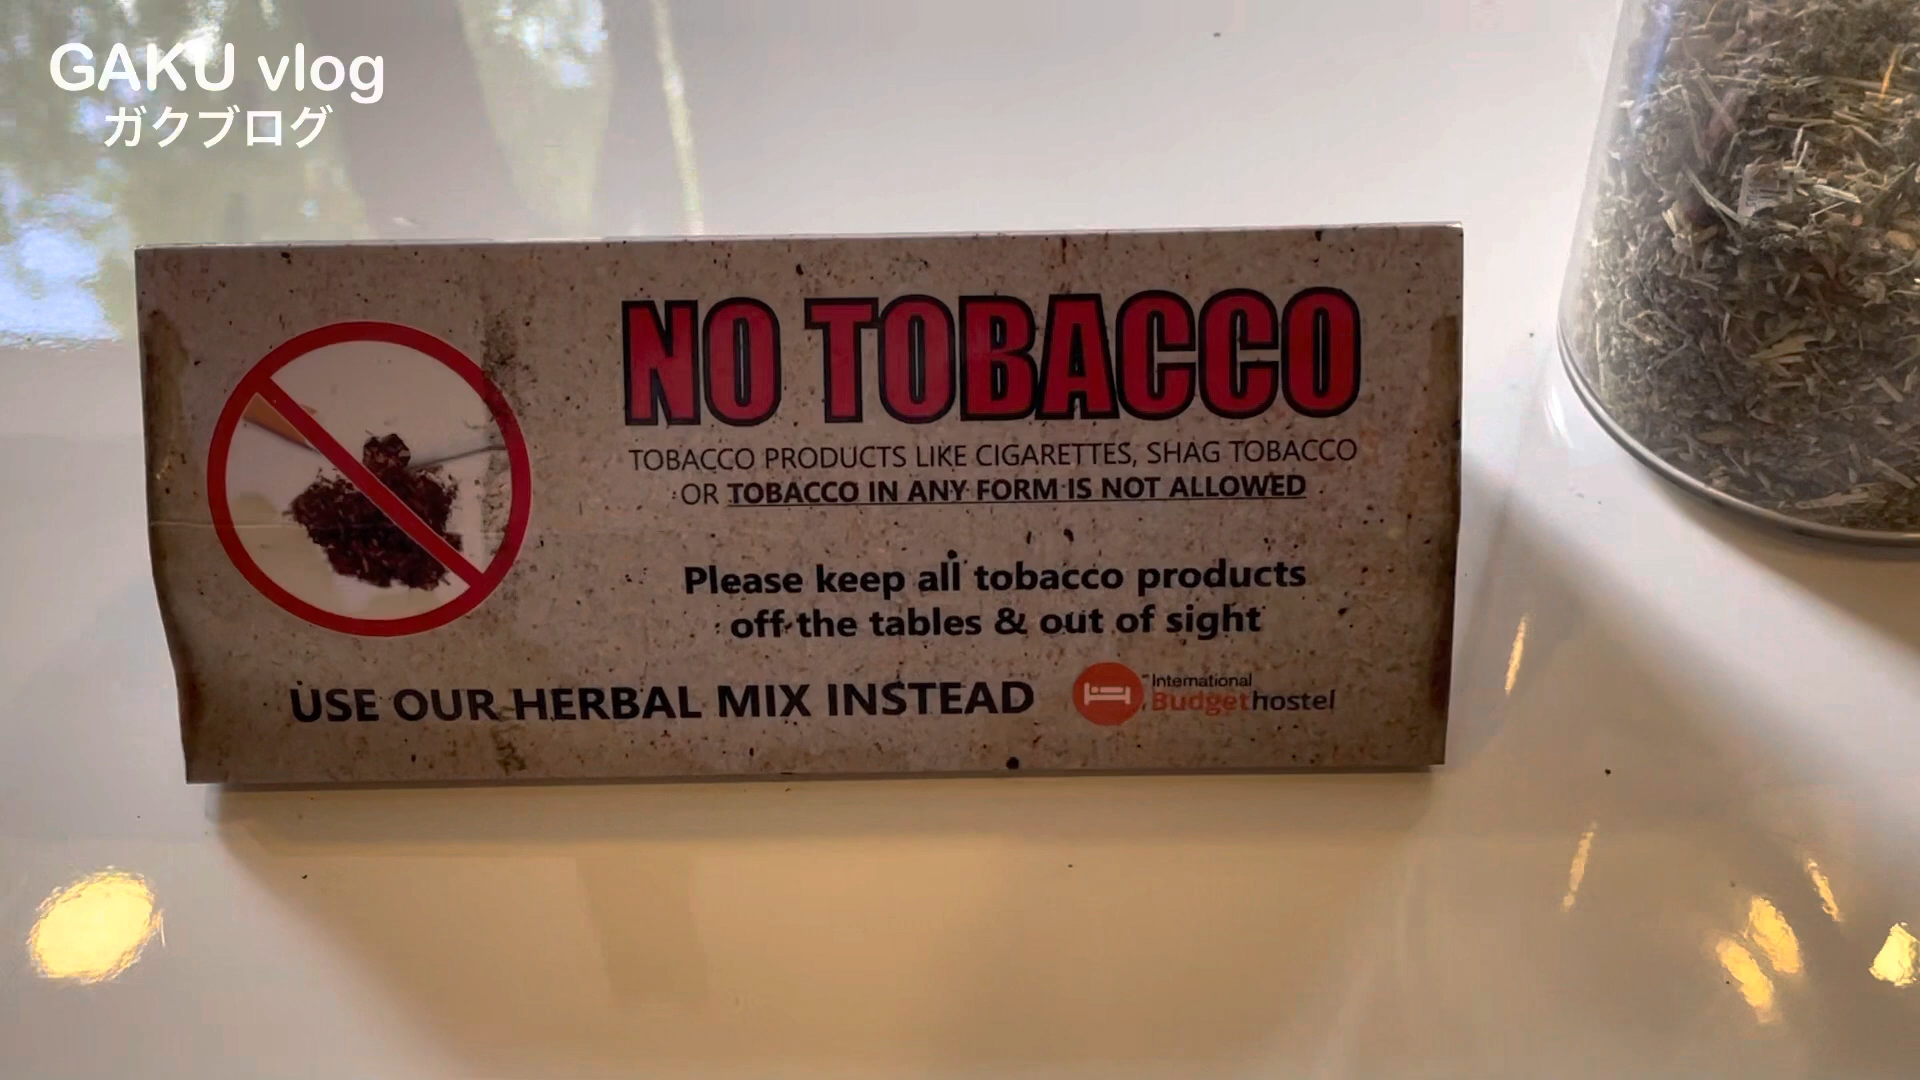 GAKU vlog
ガクブログ
NO TOBACCO
TOBACCO PRODUCTS LIKE CIGARETTES, SHAG TOBACCO
OR TOBACCO IN ANY FORM IS NOT ALLOWED
Please keep all tobacco products
off the tables & out of sight
USE OUR HERBAL MIX INSTEAD
International
Budgethostel